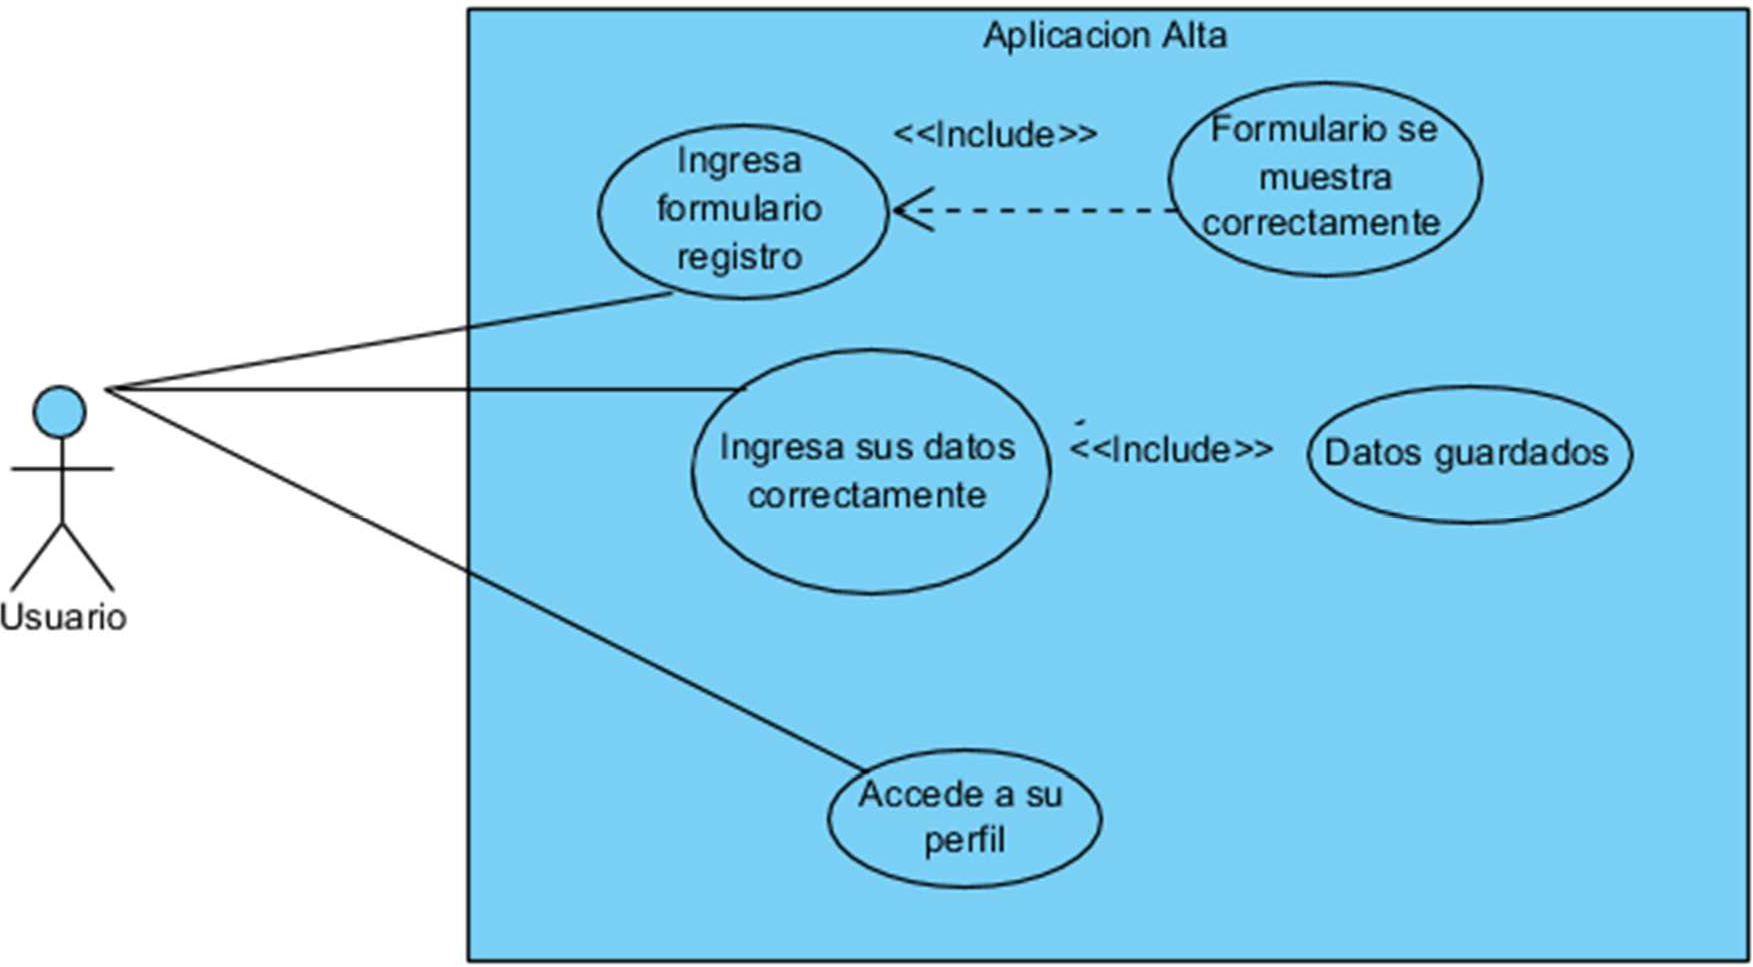 Aplicacion Alta
<<Include>>
Formulario se
muestra
correctamente
Ingresa
formulario
registro
Ingresa sus datos
correctamente
<<Include>>
Datos guardados
Usuario
Accede a su
perfil